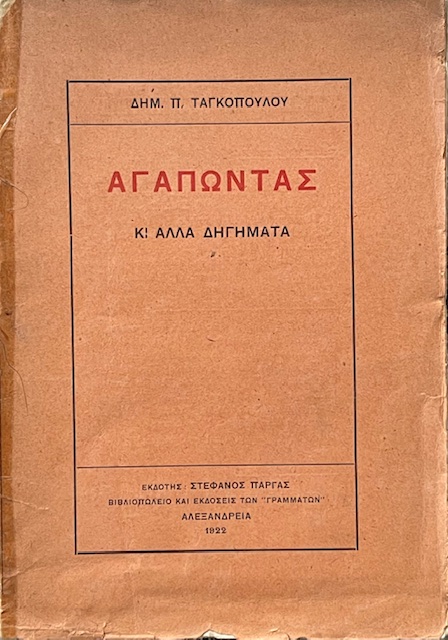 ΔΗΜ. Π. ΤΑΓΚΟΠΟΥΛΟΥ
ΑΓΑΠΩΝΤΑΣ
Κ! ΑΛΛΑ ΔΗΓΗΜΑΤΑ
ΕΚΔΟΤΗΣ: ΣΤΕΦΑΝΟΣ ΠΑΡΓΑΣ
ΒΙΒΛΙΟΠΩΛΕΙΟ ΚΑΙ ΕΚΔΟΣΕΙΣ ΤΩΝ "ΓΡΑΜΜΑΤΩΝ"
ΑΛΕΞΑΝΔΡΕΙΑ
1922